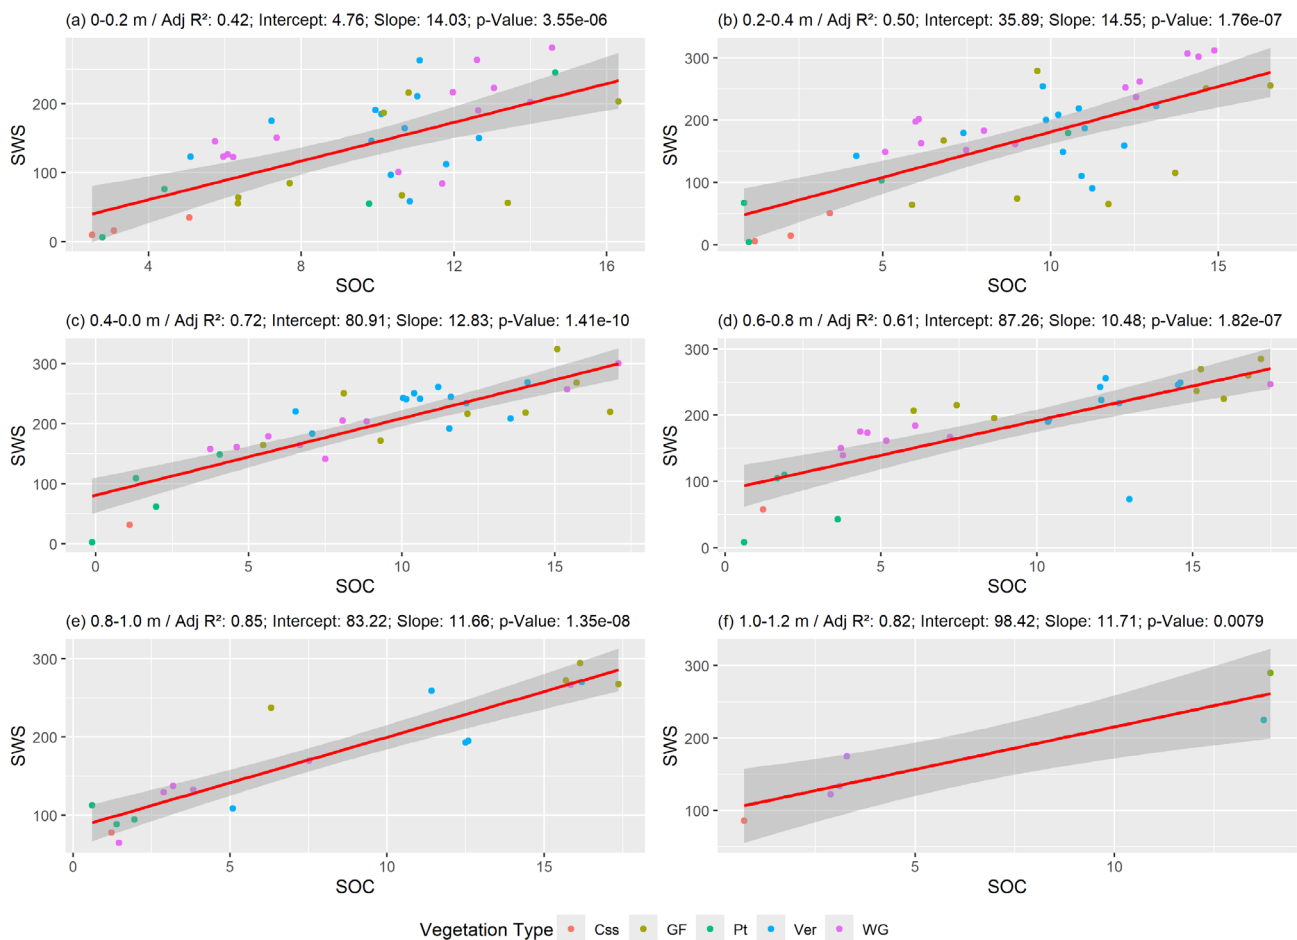 (a) 0-0.2 m / Adj R²: 0.42; Intercept: 4.76; Slope: 14.03; p-Value: 3.55e-06
SWS
200
100
0
4 8 12 16
SOC
(b) 0.2-0.4 m / Adj R²: 0.50; Intercept: 35.89; Slope: 14.55; p-Value: 1.76e-07
SWS
300
200
100
0
5 10 15
SOC
(c) 0.4-0.0 m / Adj R²: 0.72; Intercept: 80.91; Slope: 12.83; p-Value: 1.41e-10
SWS
300
200
100
0
0 5 10 15
SOC
(d) 0.6-0.8 m / Adj R²: 0.61; Intercept: 87.26; Slope: 10.48; p-Value: 1.82e-07
SWS
300
200
100
0
0 5 10 15
SOC
(e) 0.8-1.0 m / Adj R²: 0.85; Intercept: 83.22; Slope: 11.66; p-Value: 1.35e-08
SWS
300
200
100
0 5 10 15
SOC
(f) 1.0-1.2 m / Adj R²: 0.82; Intercept: 98.42; Slope: 11.71; p-Value: 0.0079
SWS
300
200
100
5 10
SOC
Vegetation Type Css GF Pt Ver WG